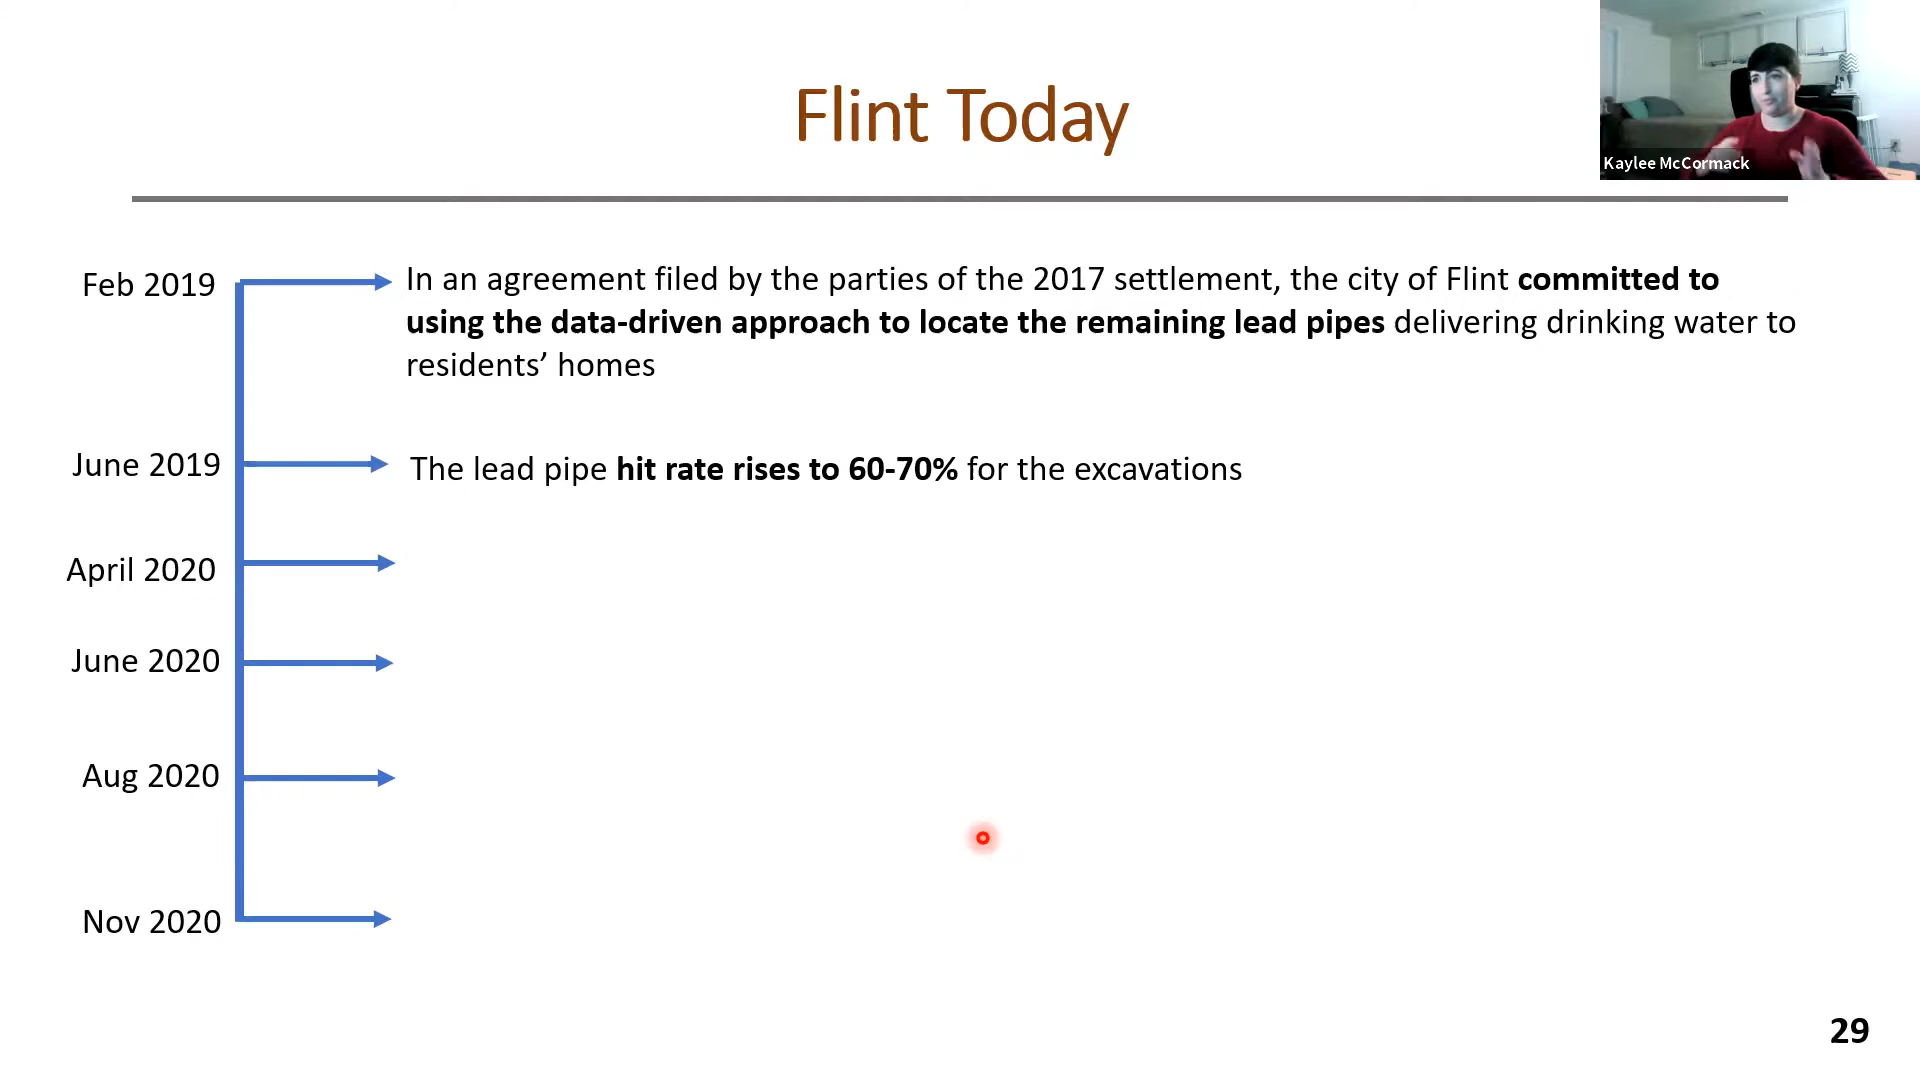 Flint Today
Kaylee McCormack
Feb 2019
In an agreement filed by the parties of the 2017 settlement, the city of Flint committed to
using the data-driven approach to locate the remaining lead pipes delivering drinking water to
residents’ homes
June 2019
The lead pipe hit rate rises to 60-70% for the excavations
April 2020
June 2020
Aug 2020
Nov 2020
29